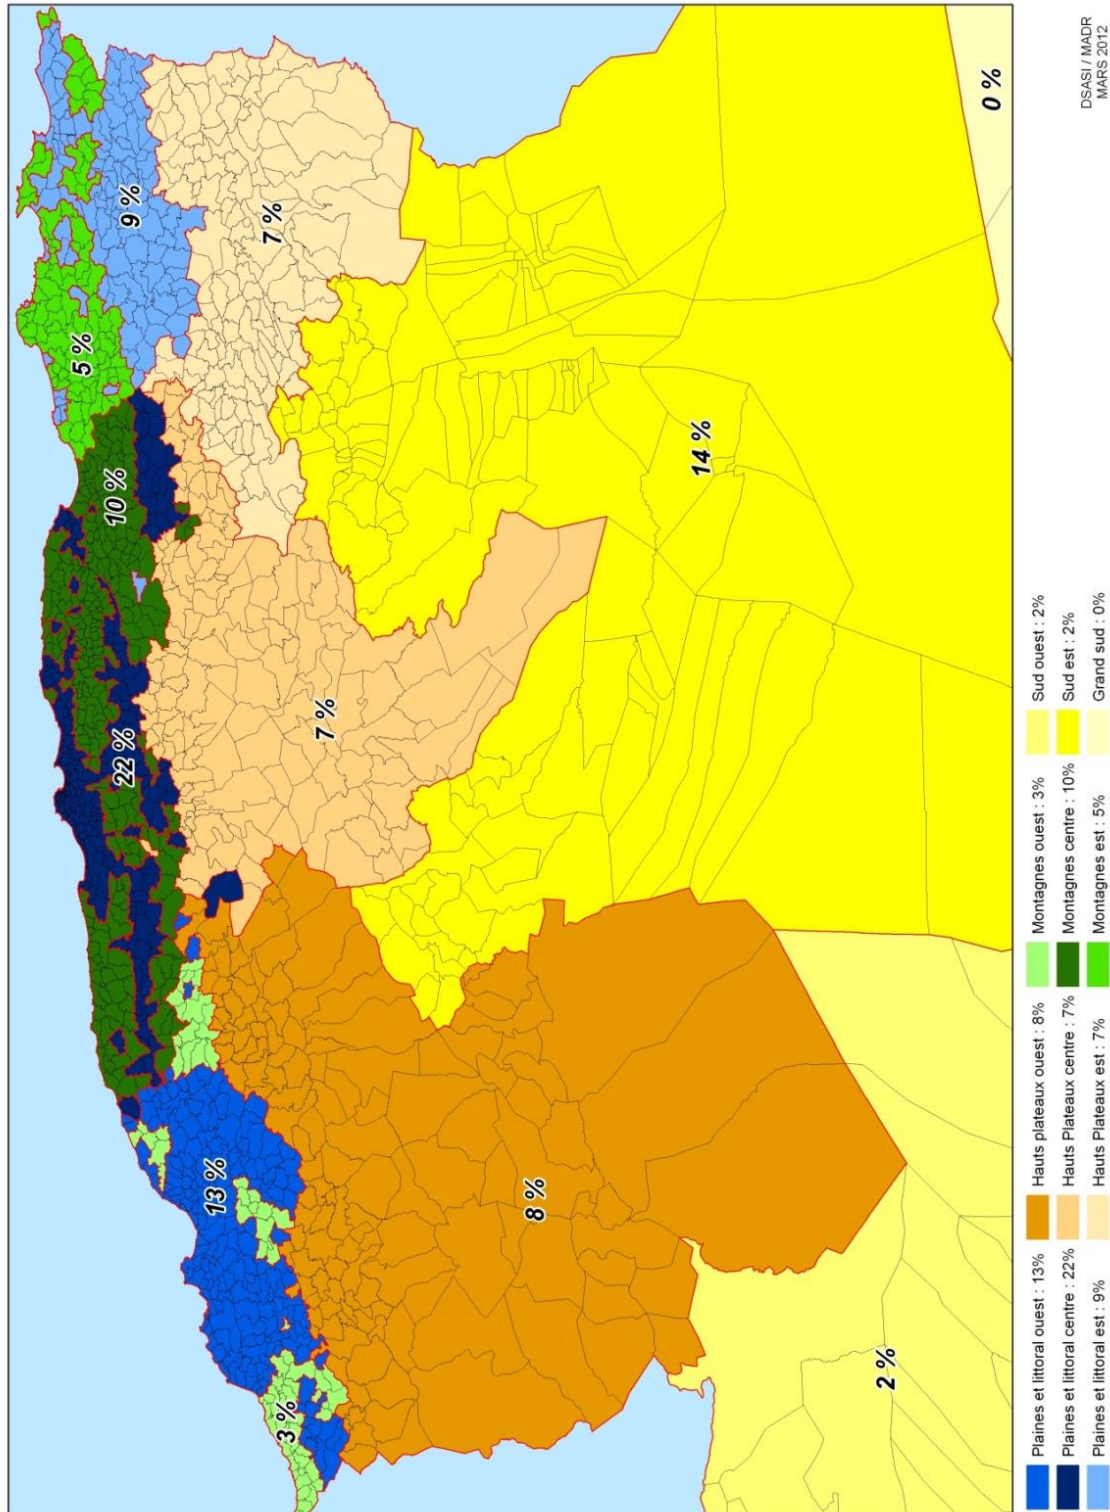 5 %
9 %
10 %
7 %
22 %
13 %
7 %
3 %
8 %
14 %
2 %
0 %
Plaines et littoral ouest : 13%
Plaines et littoral centre : 22%
Plaines et littoral est : 9%
Hauts plateaux ouest : 8%
Hauts Plateaux centre : 7%
Hauts Plateaux est : 7%
Montagnes ouest : 3%
Montagnes centre : 10%
Montagnes est : 5%
Sud ouest : 2%
Sud est : 2%
Grand sud : 0%
DSASI / MADR
MARS 2012